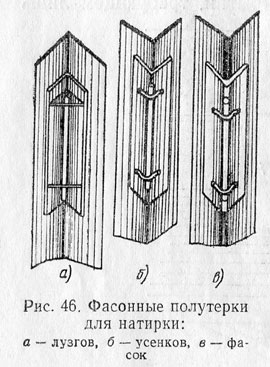 а) б) в)
Рис. 46. Фасонные полутерки
для натирки:
а — лузгов, б — усенков, в — фа-
сок